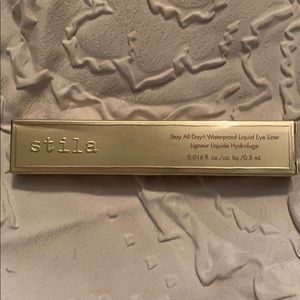 stila
Stay All Day® Waterproof Liquid Eye Liner
Ligneur Liquide Hydrofuge
0.016 fl. oz./oz. liq./0.5 mL